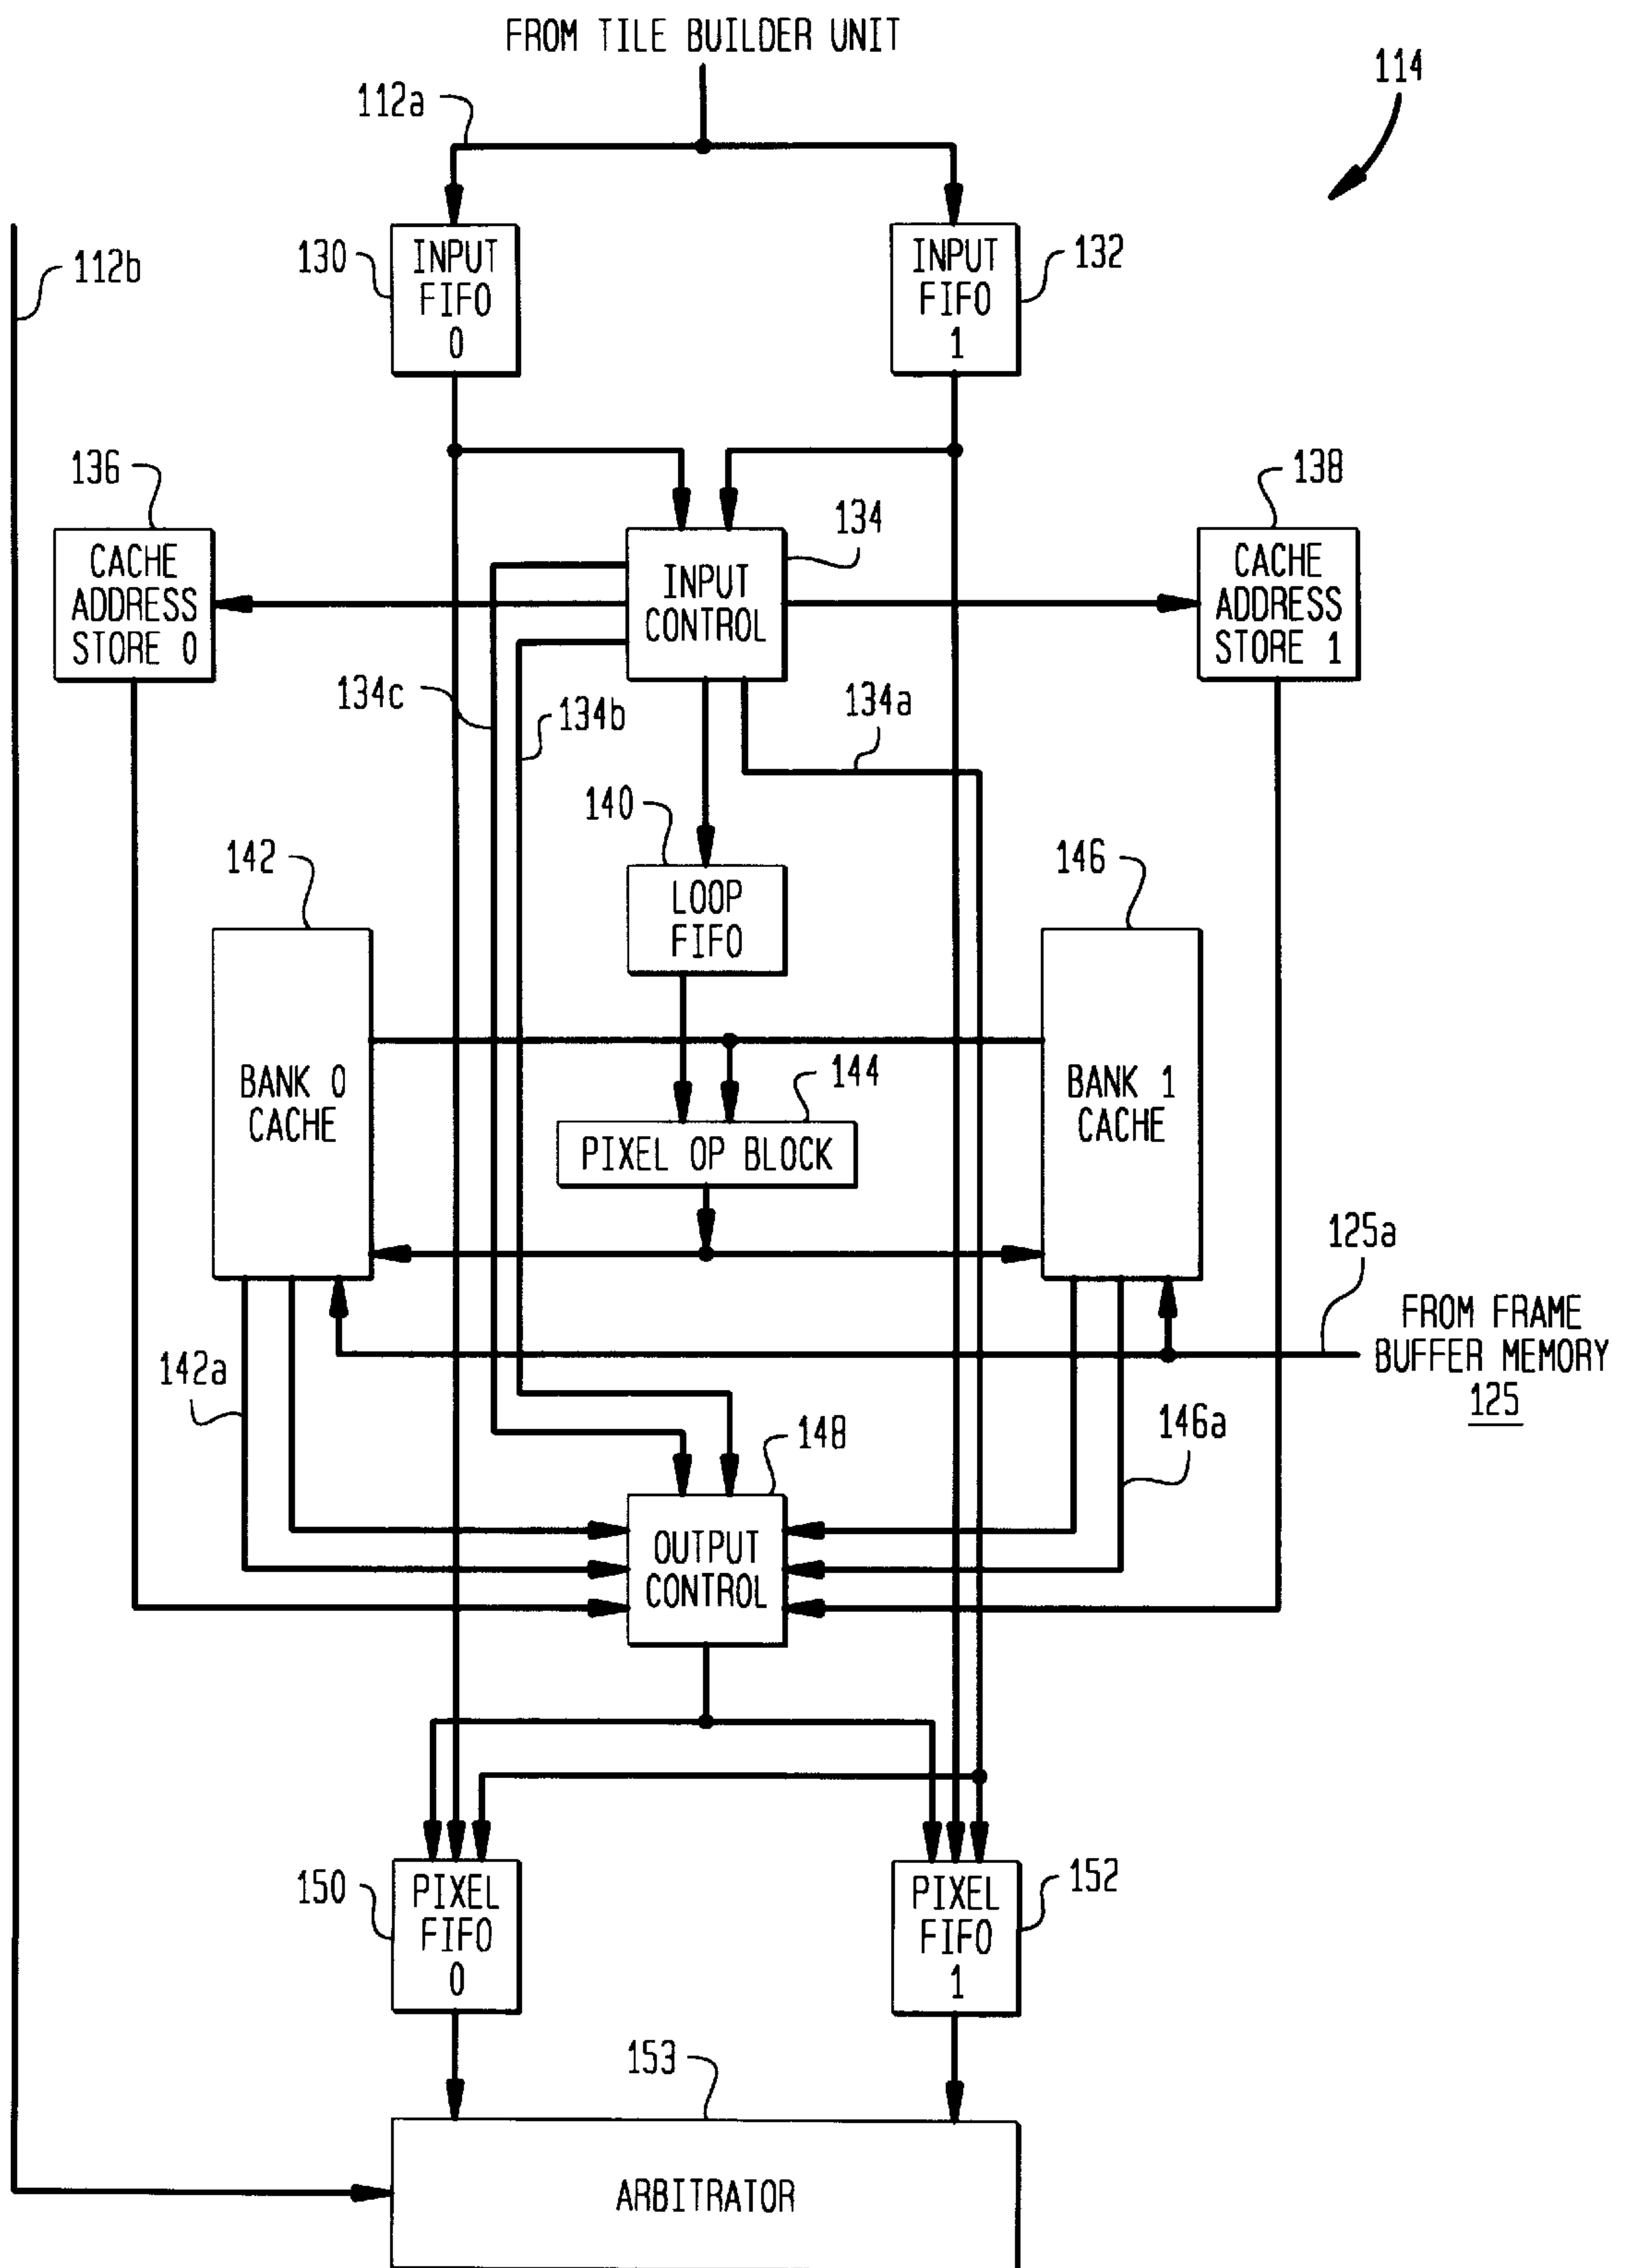 FROM TILE BUILDER UNIT
114
112a
112b
130
INPUT
FIFO
0
INPUT
FIFO
1
132
136
138
134
CACHE
ADDRESS
STORE 0
INPUT
CONTROL
CACHE
ADDRESS
STORE 1
134c
134b
134a
140
142
146
LOOP
FIFO
BANK 0
CACHE
144
BANK 1
CACHE
PIXEL OP BLOCK
125a
FROM FRAME
BUFFER MEMORY
125
142a
146a
148
OUTPUT
CONTROL
150
PIXEL
FIFO
0
PIXEL
FIFO
1
152
153
ARBITRATOR